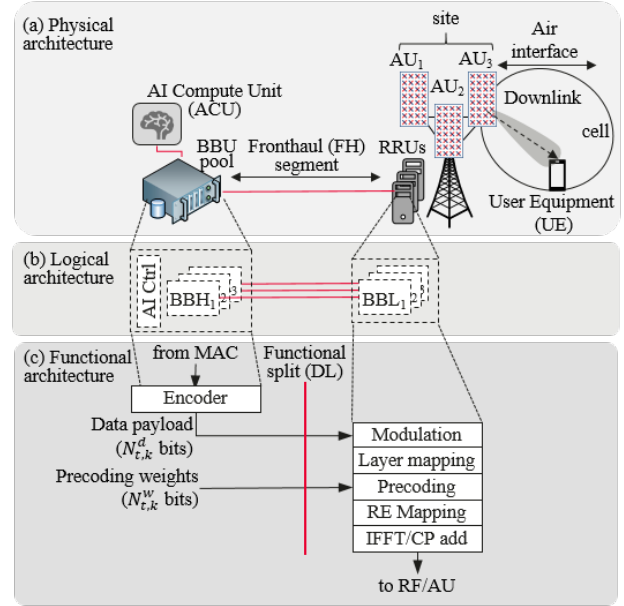 (a) Physical
architecture
site
Air
interface
AU₁
AU₂
AU₃
Downlink
cell
AI Compute Unit
(ACU)
BBU
pool
Fronthaul (FH)
segment
RRUs
User Equipment
(UE)
(b) Logical
architecture
AI Ctrl
BBH₁
2
3
BBL₁
2
3
(c) Functional
architecture
from MAC
Functional
split (DL)
Encoder
Data payload
(N^d_{t,k} bits)
Precoding weights
(N^w_{t,k} bits)
Modulation
Layer mapping
Precoding
RE Mapping
IFFT/CP add
to RF/AU